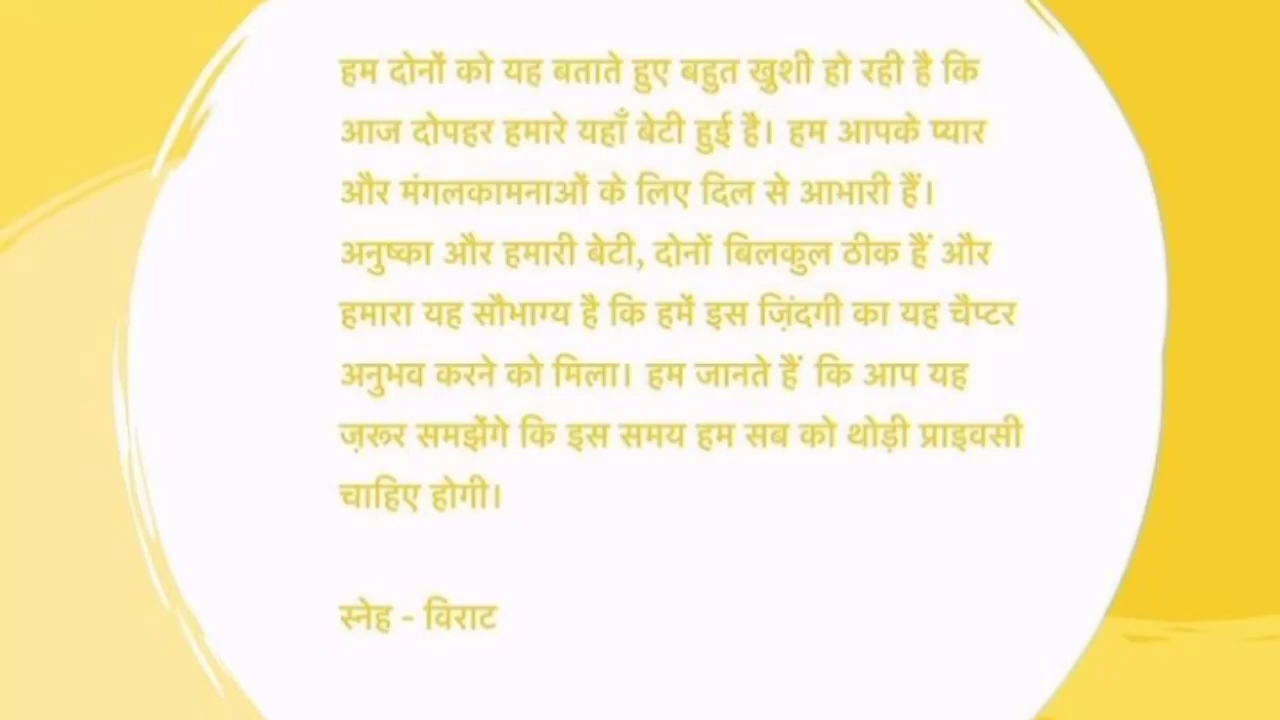 हम दोनों को यह बताते हुए बहुत खुशी हो रही है कि
आज दोपहर हमारे यहाँ बेटी हुई है। हम आपके प्यार
और मंगलकामनाओं के लिए दिल से आभारी हैं।
अनुष्का और हमारी बेटी, दोनों बिलकुल ठीक हैं और
हमारा यह सौभाग्य है कि हमें इस ज़िंदगी का यह चैप्टर
अनुभव करने को मिला। हम जानते हैं कि आप यह
ज़रूर समझेंगे कि इस समय हम सब को थोड़ी प्राइवसी
चाहिए होगी।
स्नेह - विराट